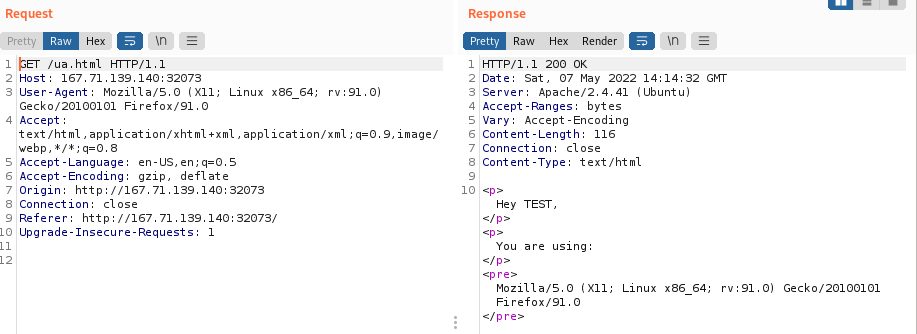 Request
Pretty Raw Hex \n
1 GET /ua.html HTTP/1.1
2 Host: 167.71.139.140:32073
3 User-Agent: Mozilla/5.0 (X11; Linux x86_64; rv:91.0)
Gecko/20100101 Firefox/91.0
4 Accept:
text/html,application/xhtml+xml,application/xml;q=0.9,image/
webp,*/*;q=0.8
5 Accept-Language: en-US,en;q=0.5
6 Accept-Encoding: gzip, deflate
7 Origin: http://167.71.139.140:32073
8 Connection: close
9 Referer: http://167.71.139.140:32073/
10 Upgrade-Insecure-Requests: 1
11
12
Response
Pretty Raw Hex Render \n
1 HTTP/1.1 200 OK
2 Date: Sat, 07 May 2022 14:14:32 GMT
3 Server: Apache/2.4.41 (Ubuntu)
4 Accept-Ranges: bytes
5 Vary: Accept-Encoding
6 Content-Length: 116
7 Connection: close
8 Content-Type: text/html
9
10 <p>
Hey TEST,
</p>
<p>
You are using:
</p>
<pre>
Mozilla/5.0 (X11; Linux x86_64; rv:91.0) Gecko/20100101
Firefox/91.0
</pre>